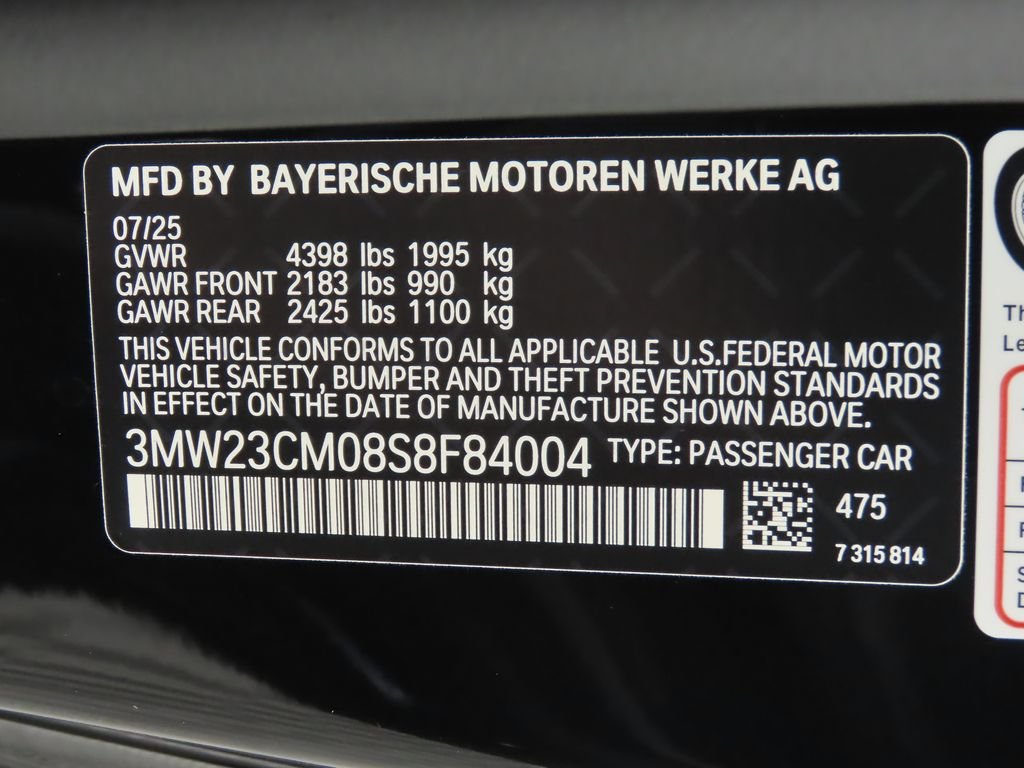 MFD BY BAYERISCHE MOTOREN WERKE AG
07/25
GVWR 4398 lbs 1995 kg
GAWR FRONT 2183 lbs 990 kg
GAWR REAR 2425 lbs 1100 kg
THIS VEHICLE CONFORMS TO ALL APPLICABLE U.S.FEDERAL MOTOR
VEHICLE SAFETY, BUMPER AND THEFT PREVENTION STANDARDS
IN EFFECT ON THE DATE OF MANUFACTURE SHOWN ABOVE.
3MW23CM08S8F84004 TYPE: PASSENGER CAR
475
7 315 814